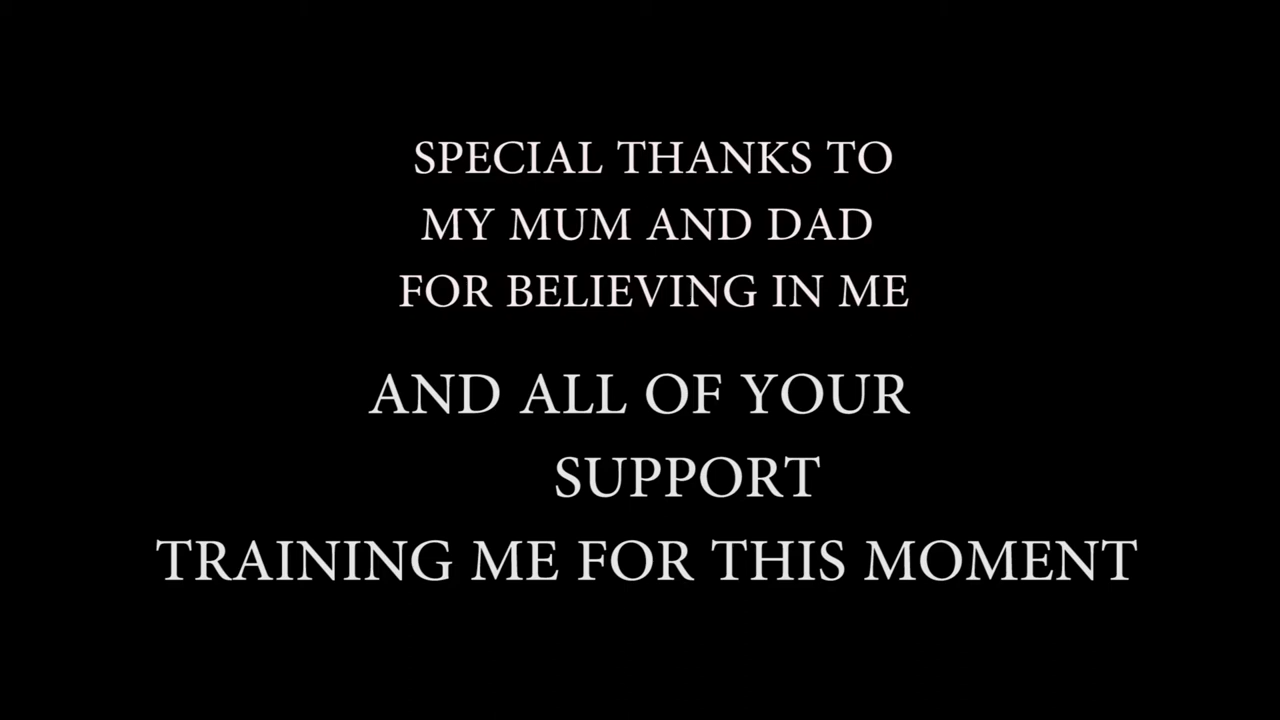 SPECIAL THANKS TO
MY MUM AND DAD
FOR BELIEVING IN ME
AND ALL OF YOUR
SUPPORT
TRAINING ME FOR THIS MOMENT